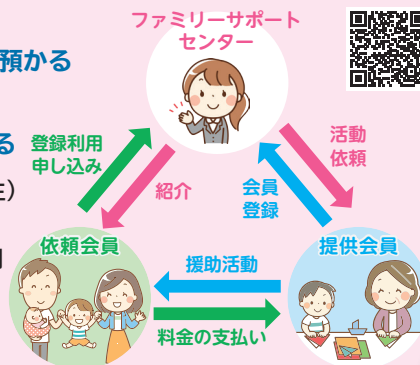 ファミリーサポート
センター
預かる
る
登録利用
申し込み
紹介
会員
登録
活動
依頼
依頼会員
援助活動
提供会員
料金の支払い